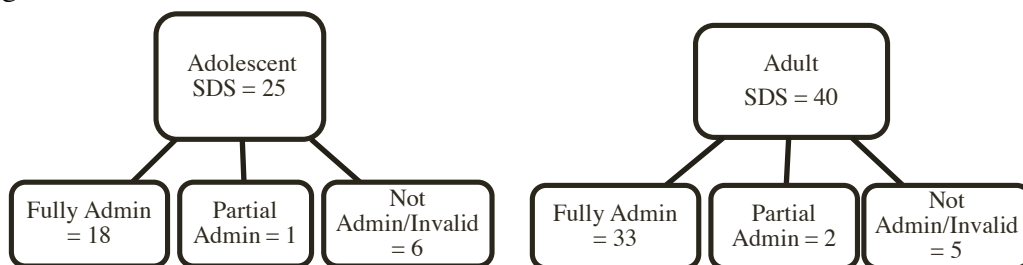 Adolescent
SDS = 25
Fully Admin
= 18
Partial
Admin = 1
Not
Admin/Invalid
= 6
Adult
SDS = 40
Fully Admin
= 33
Partial
Admin = 2
Not
Admin/Invalid
= 5